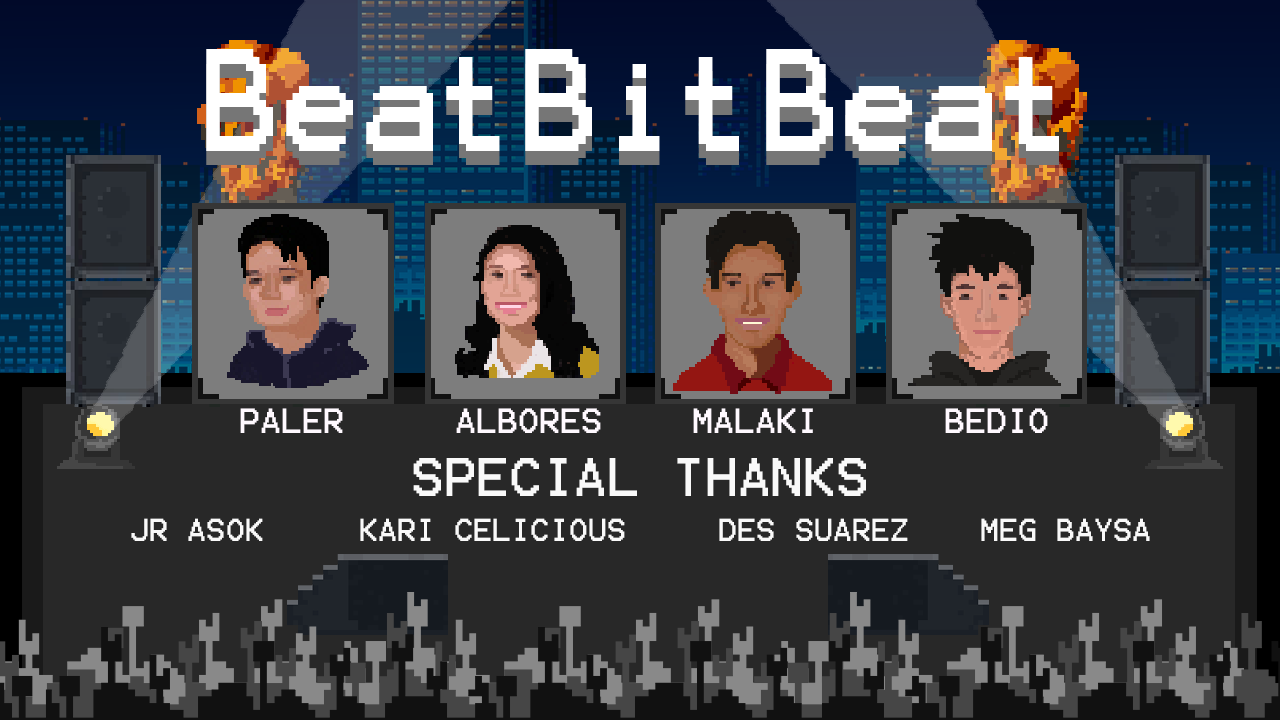 BeatBitBeat
PALER ALBORES MALAKI BEDIO
SPECIAL THANKS
JR ASOK KARI CELICIOUS DES SUAREZ MEG BAYSA